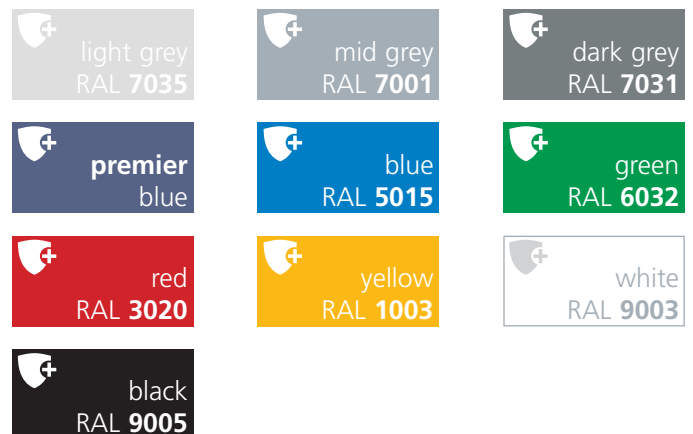 light grey
RAL 7035
mid grey
RAL 7001
dark grey
RAL 7031
premier
blue
blue
RAL 5015
green
RAL 6032
red
RAL 3020
yellow
RAL 1003
white
RAL 9003
black
RAL 9005